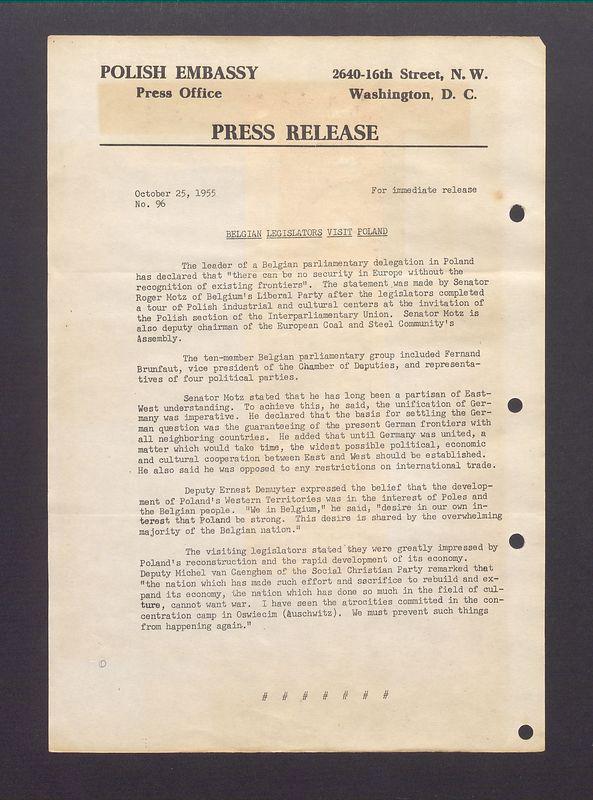 POLISH EMBASSY 2640-16th Street, N. W.
Press Office Washington, D. C.
PRESS RELEASE
October 25, 1955 For immediate release
No. 96
BELGIAN LEGISLATORS VISIT POLAND
The leader of a Belgian parliamentary delegation in Poland
has declared that "there can be no security in Europe without the
recognition of existing frontiers". The statement was made by Senator
Roger Motz of Belgium's Liberal Party after the legislators completed
a tour of Polish industrial and cultural centers at the invitation of
the Polish section of the Interparliamentary Union. Senator Motz is
also deputy chairman of the European Coal and Steel Community's
Assembly.
The ten-member Belgian parliamentary group included Fernand
Brunfaut, vice president of the Chamber of Deputies, and representa-
tives of four political parties.
Senator Motz stated that he has long been a partisan of East-
West understanding. To achieve this, he said, the unification of Ger-
many was imperative. He declared that the basis for settling the Ger-
man question was the guaranteeing of the present German frontiers with
all neighboring countries. He added that until Germany was united, a
matter which would take time, the widest possible political, economic
and cultural cooperation between East and West should be established.
He also said he was opposed to any restrictions on international trade.
Deputy Ernest Demuyter expressed the belief that the develop-
ment of Poland's Western Territories was in the interest of Poles and
the Belgian people. "We in Belgium," he said, "desire in our own in-
terest that Poland be strong. This desire is shared by the overwhelming
majority of the Belgian nation."
The visiting legislators stated they were greatly impressed by
Poland's reconstruction and the rapid development of its economy.
Deputy Michel van Caenghem of the Social Christian Party remarked that
"the nation which has made such effort and sacrifice to rebuild and ex-
pand its economy, the nation which has done so much in the field of cul-
ture, cannot want war. I have seen the atrocities committed in the con-
centration camp in Oswiecim (Auschwitz). We must prevent such things
from happening again."
# # # # # # #